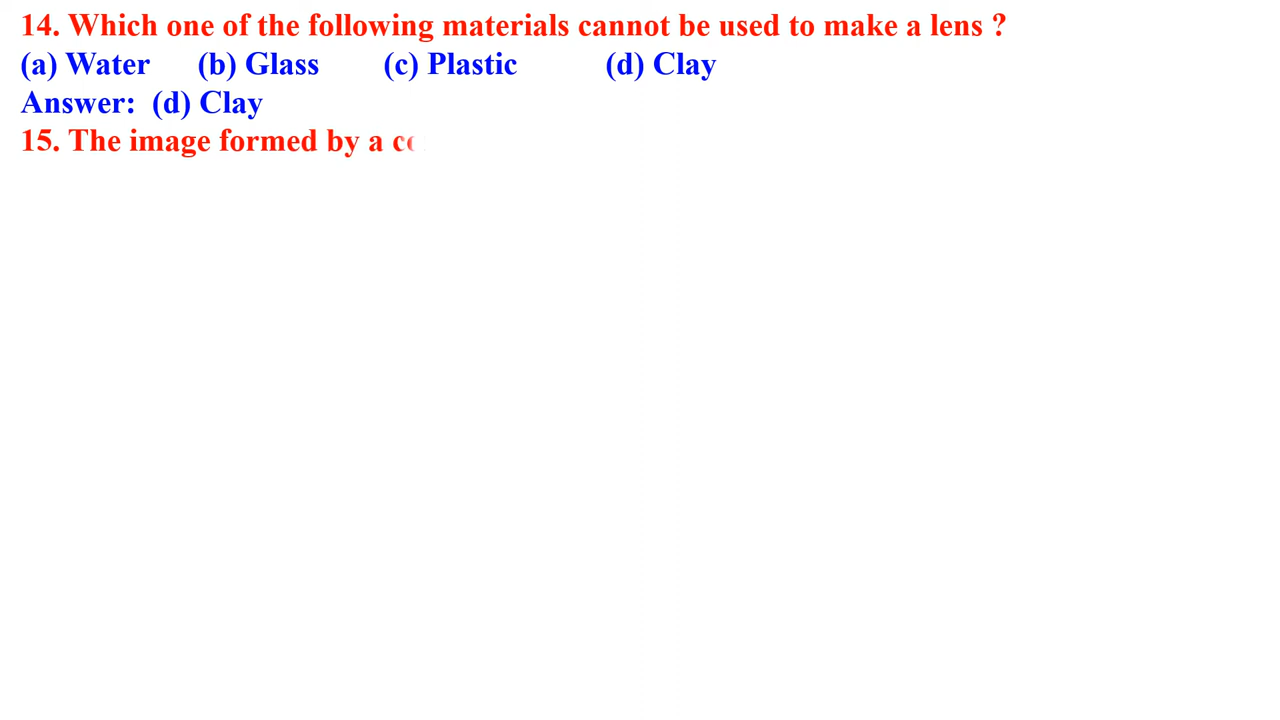 14. Which one of the following materials cannot be used to make a lens ?
(a) Water (b) Glass (c) Plastic (d) Clay
Answer: (d) Clay
15. The image formed by a